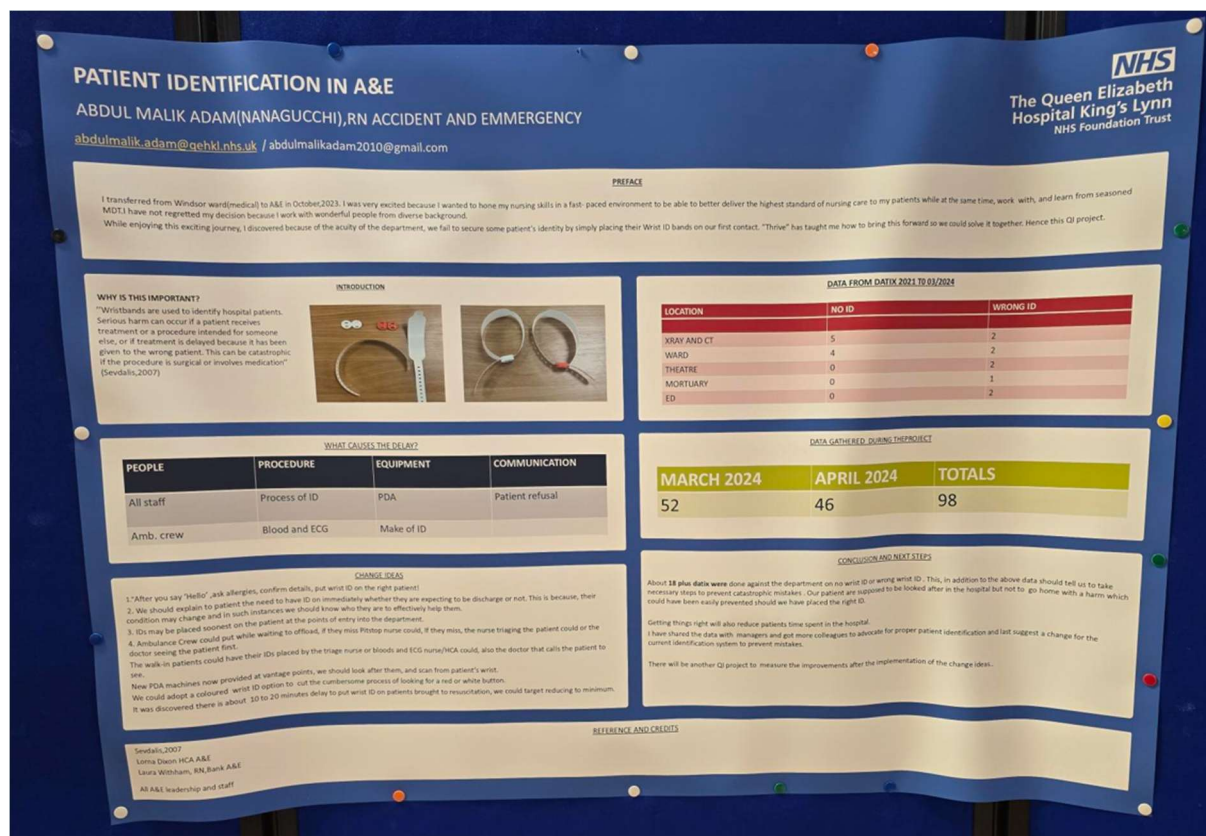 PATIENT IDENTIFICATION IN A&E
ABDUL MALIK ADAM(NANAGUCCHI),RN ACCIDENT AND EMMERGENCY
abdulmalik.adam@qehkl.nhs.uk / abdulmalikadam2010@gmail.com
NHS
The Queen Elizabeth
Hospital King's Lynn
NHS Foundation Trust
PREFACE
I transferred from Windsor ward(medical) to A&E in October,2023. I was very excited because I wanted to hone my nursing skills in a fast- paced environment to be able to better deliver the highest standard of nursing care to my patients while at the same time, work with, and learn from seasoned
MDT.I have not regretted my decision because I work with wonderful people from diverse background.
While enjoying this exciting journey, I discovered because of the acuity of the department, we fail to secure some patient's identity by simply placing their Wrist ID bands on our first contact. "Thrive" has taught me how to bring this forward so we could solve it together. Hence this QI project.
INTRODUCTION
WHY IS THIS IMPORTANT?
"Wristbands are used to identify hospital patients.
Serious harm can occur if a patient receives
treatment or a procedure intended for someone
else, or if treatment is delayed because it has been
given to the wrong patient. This can be catastrophic
if the procedure is surgical or involves medication"
(Sevdalis,2007)
DATA FROM DATIX 2021 T0 03/2024
LOCATION NO ID WRONG ID
XRAY AND CT 5 2
WARD 4 2
THEATRE 0 2
MORTUARY 0 1
ED 0 2
WHAT CAUSES THE DELAY?
PEOPLE PROCEDURE EQUIPMENT COMMUNICATION
All staff Process of ID PDA Patient refusal
Amb. crew Blood and ECG Make of ID
DATA GATHERED DURING THEPROJECT
MARCH 2024 APRIL 2024 TOTALS
52 46 98
CHANGE IDEAS
1."After you say "Hello" ,ask allergies, confirm details, put wrist ID on the right patient!
2. We should explain to patient the need to have ID on immediately whether they are expecting to be discharge or not. This is because, their
condition may change and in such instances we should know who they are to effectively help them.
3. IDs may be placed soonest on the patient at the points of entry into the department.
4. Ambulance Crew could put while waiting to offload, if they miss Pitstop nurse could, if they miss, the nurse triaging the patient could or the
doctor seeing the patient first.
The walk-in patients could have their IDs placed by the triage nurse or bloods and ECG nurse/HCA could, also the doctor that calls the patient to
see.
New PDA machines now provided at vantage points, we should look after them, and scan from patient's wrist.
We could adopt a coloured wrist ID option to cut the cumbersome process of looking for a red or white button.
It was discovered there is about 10 to 20 minutes delay to put wrist ID on patients brought to resuscitation, we could target reducing to minimum.
CONCLUSION AND NEXT STEPS
About 18 plus datix were done against the department on no wrist ID or wrong wrist ID . This, in addition to the above data should tell us to take
necessary steps to prevent catastrophic mistakes . Our patient are supposed to be looked after in the hospital but not to go home with a harm which
could have been easily prevented should we have placed the right ID.
Getting things right will also reduce patients time spent in the hospital.
I have shared the data with managers and got more colleagues to advocate for proper patient identification and last suggest a change for the
current identification system to prevent mistakes.
There will be another QI project to measure the improvements after the implementation of the change ideas.
REFERENCE AND CREDITS
Sevdalis,2007
Lorna Dixon HCA A&E
Laura Withham, RN,Bank A&E
All A&E leadership and staff